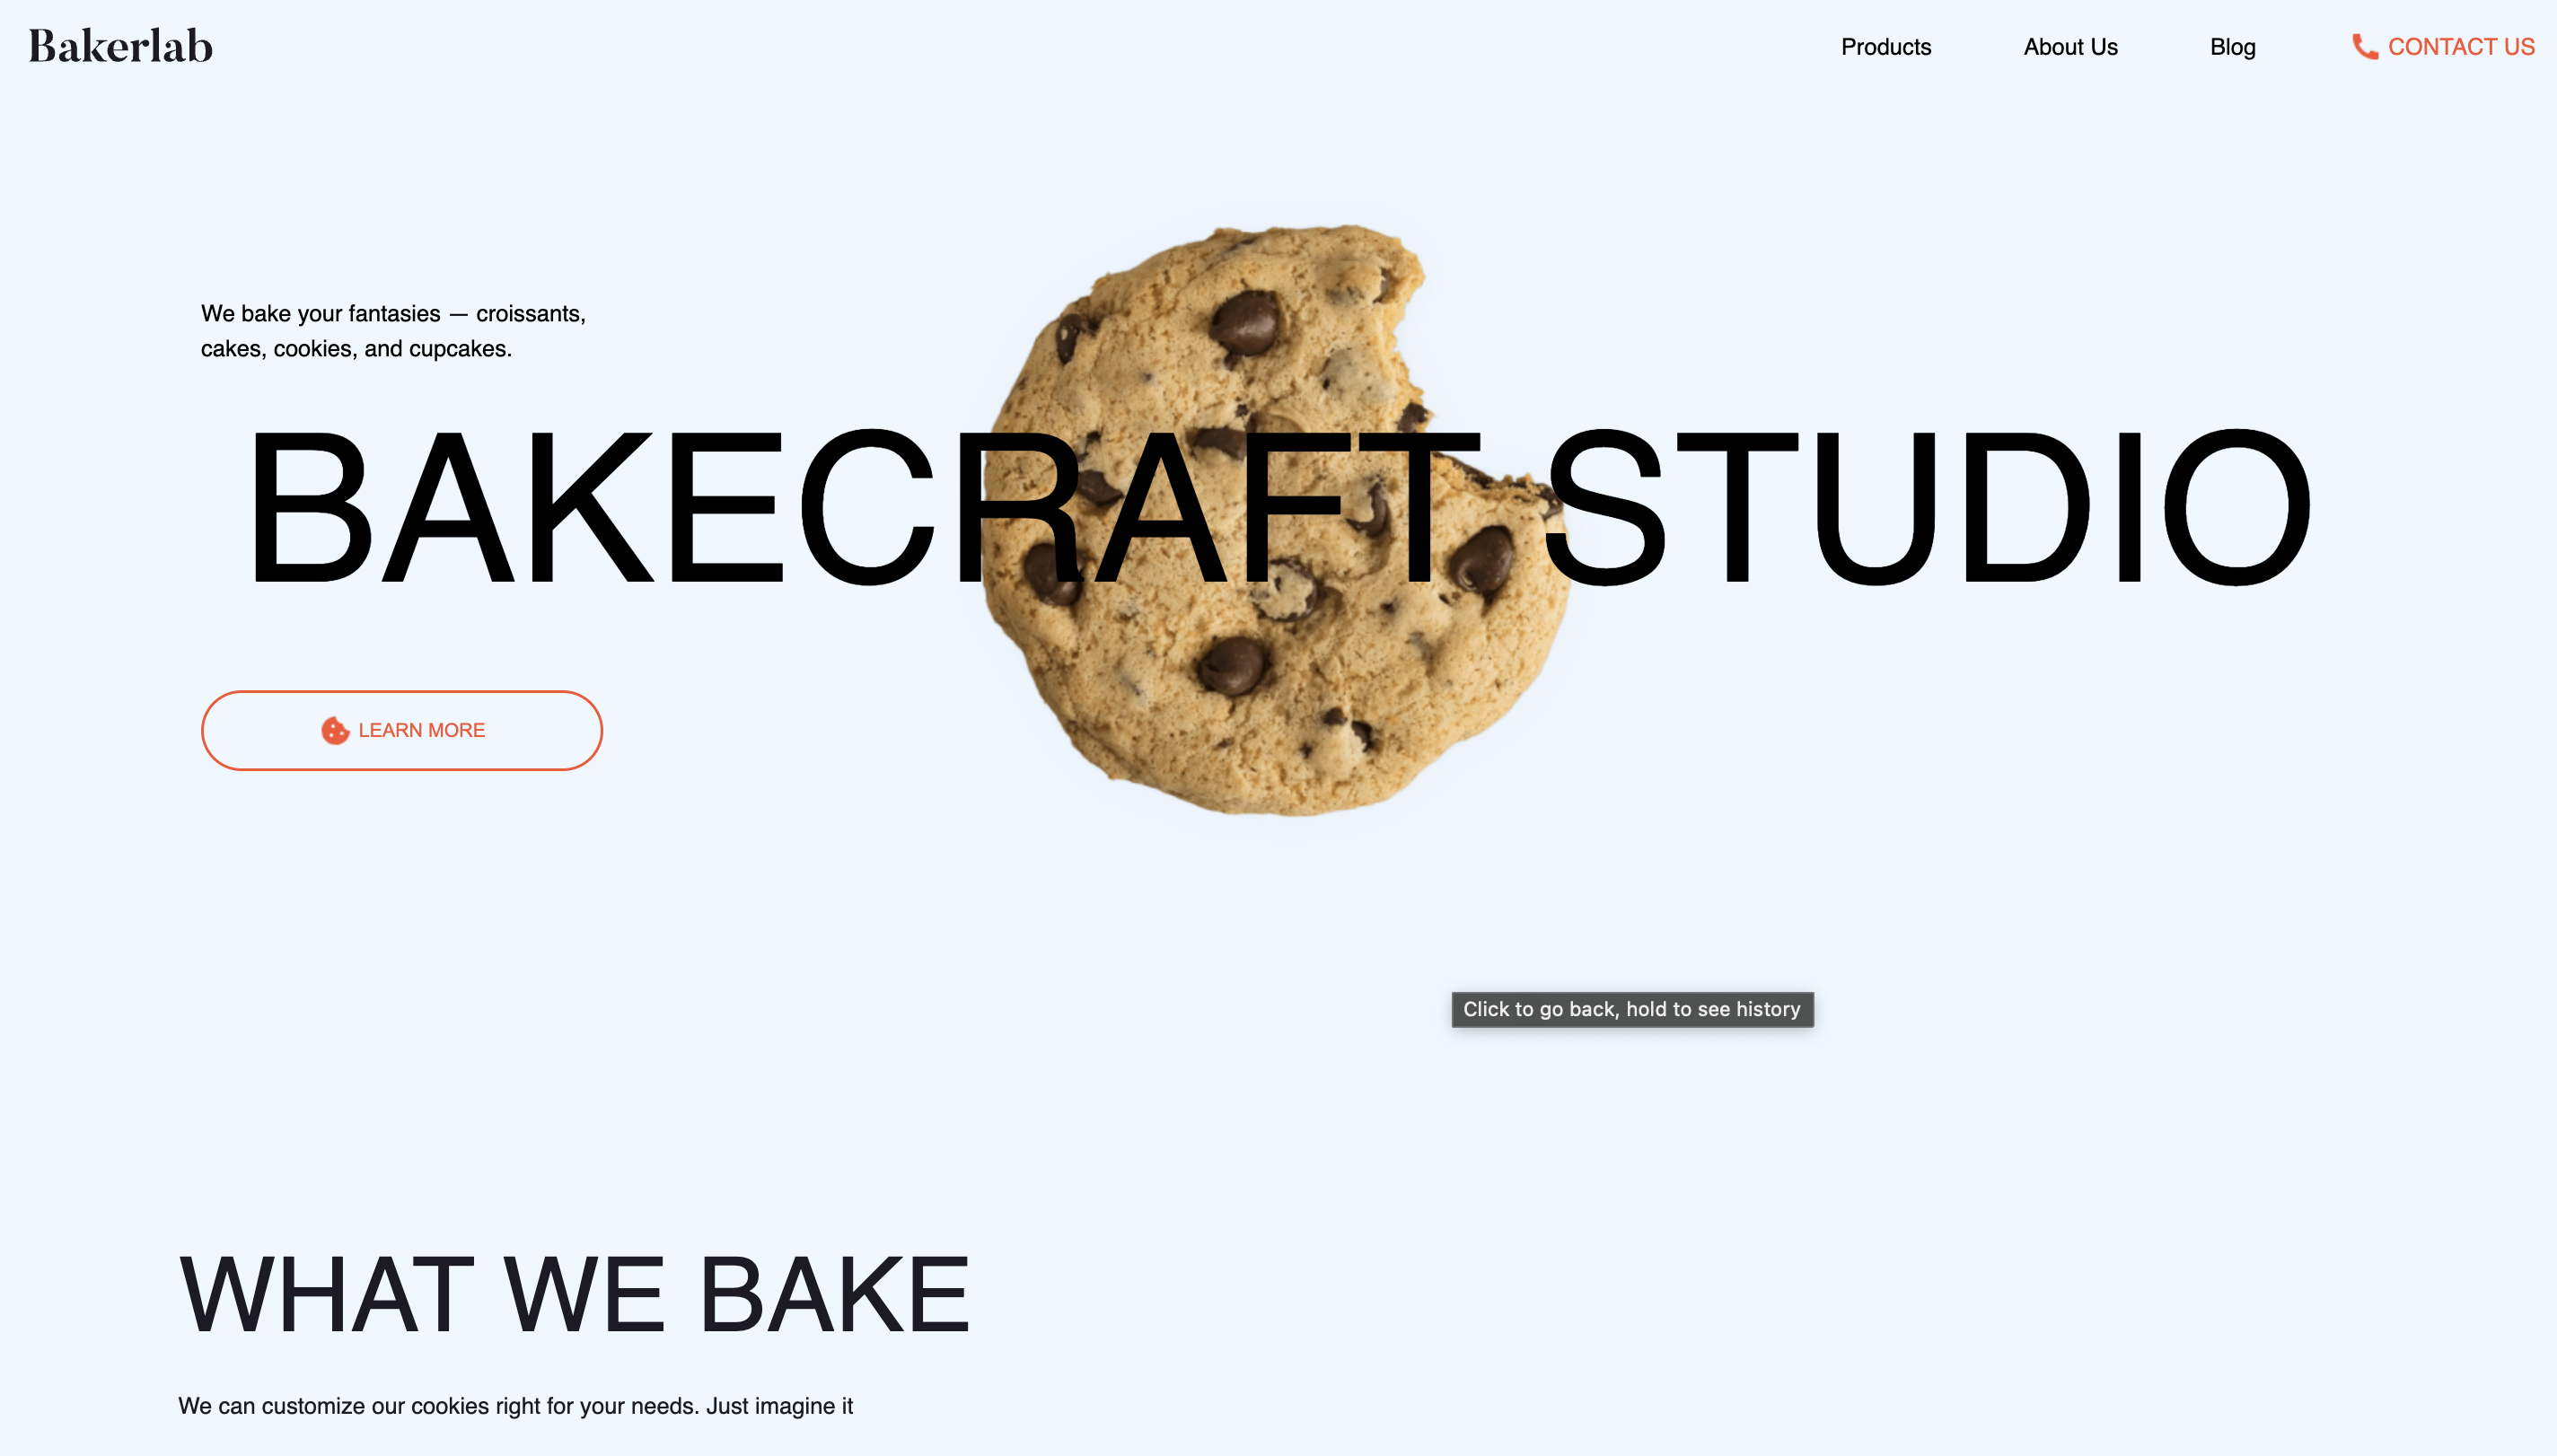 Bakerlab
Products
About Us
Blog
CONTACT US
We bake your fantasies — croissants,
cakes, cookies, and cupcakes.
BAKECRAFT STUDIO
LEARN MORE
Click to go back, hold to see history
WHAT WE BAKE
We can customize our cookies right for your needs. Just imagine it